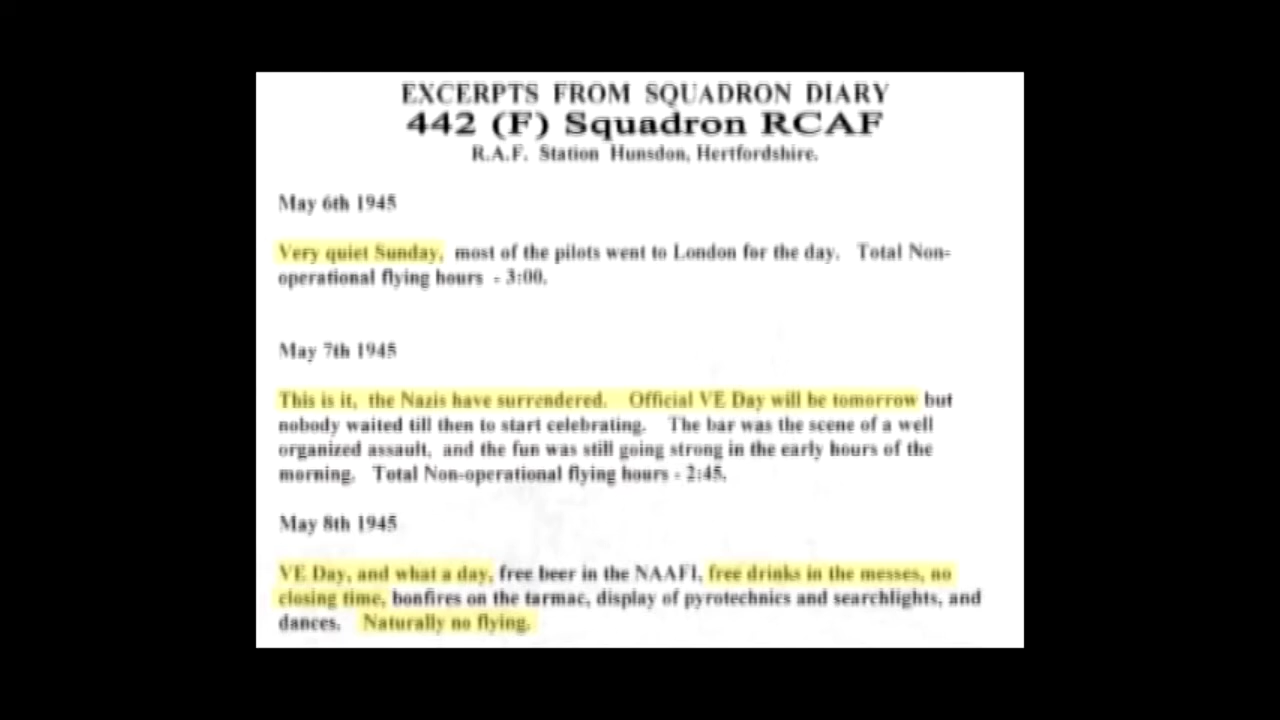 EXCERPTS FROM SQUADRON DIARY
442 (F) Squadron RCAF
R.A.F. Station Hunsdon, Hertfordshire.
May 6th 1945
Very quiet Sunday, most of the pilots went to London for the day. Total Non-
operational flying hours - 3:00.
May 7th 1945
This is it, the Nazis have surrendered. Official VE Day will be tomorrow but
nobody waited till then to start celebrating. The bar was the scene of a well
organized assault, and the fun was still going strong in the early hours of the
morning. Total Non-operational flying hours - 2:45.
May 8th 1945
VE Day, and what a day, free beer in the NAAFI, free drinks in the messes, no
closing time, bonfires on the tarmac, display of pyrotechnics and searchlights, and
dances. Naturally no flying.